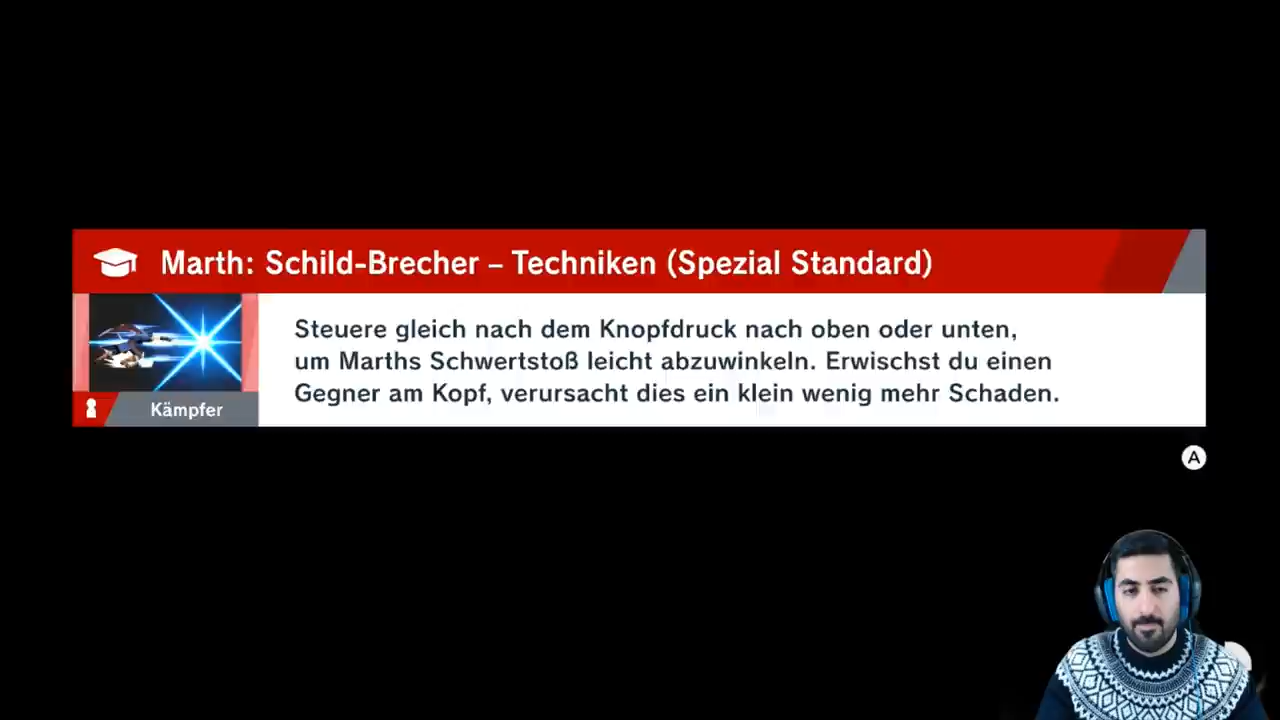 Marth: Schild-Brecher – Techniken (Spezial Standard)
Steuere gleich nach dem Knopfdruck nach oben oder unten,
um Marths Schwertstoß leicht abzuwinkeln. Erwischst du einen
Gegner am Kopf, verursacht dies ein klein wenig mehr Schaden.
Kämpfer
A